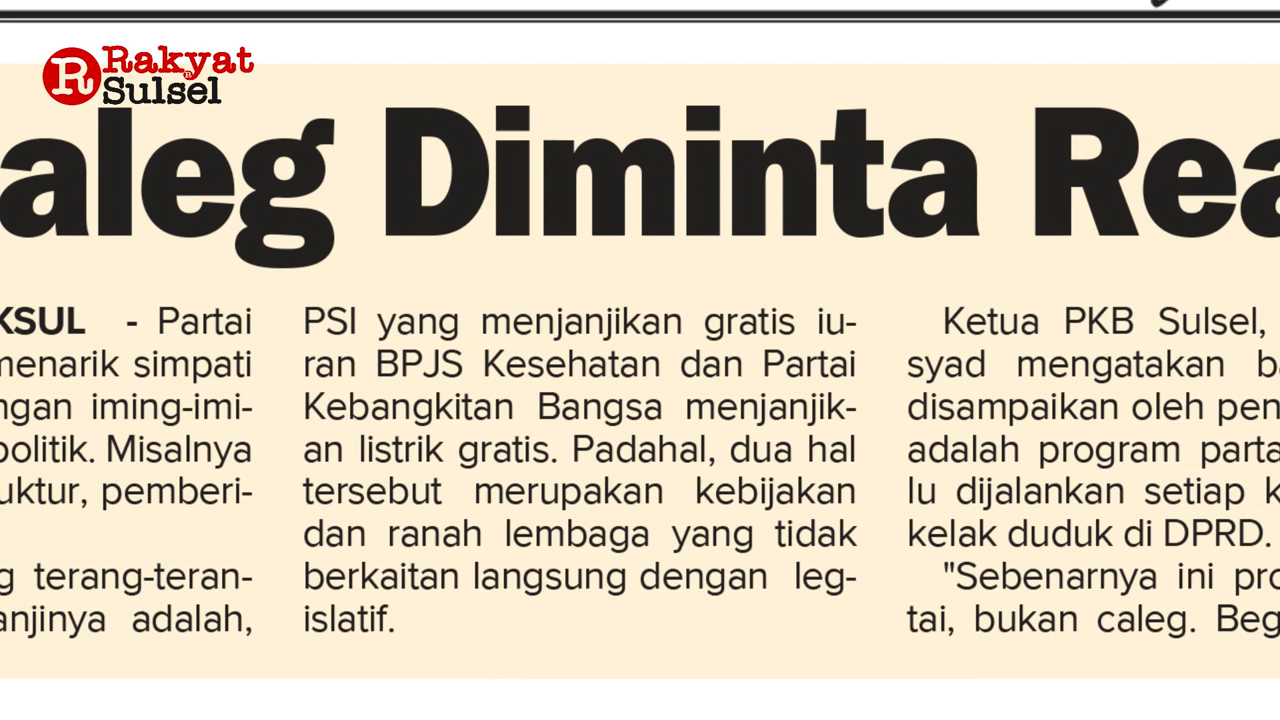 Rakyat
Sulsel
aleg Diminta Rea
KSUL - Partai
menarik simpati
ngan iming-imi-
politik. Misalnya
uktur, pemberi-
g terang-teran-
anjinya adalah,
PSI yang menjanjikan gratis iu-
ran BPJS Kesehatan dan Partai
Kebangkitan Bangsa menjanjik-
an listrik gratis. Padahal, dua hal
tersebut merupakan kebijakan
dan ranah lembaga yang tidak
berkaitan langsung dengan leg-
islatif.
Ketua PKB Sulsel,
syad mengatakan ba
disampaikan oleh pen
adalah program parta
lu dijalankan setiap k
kelak duduk di DPRD.
"Sebenarnya ini pro
tai, bukan caleg. Beg